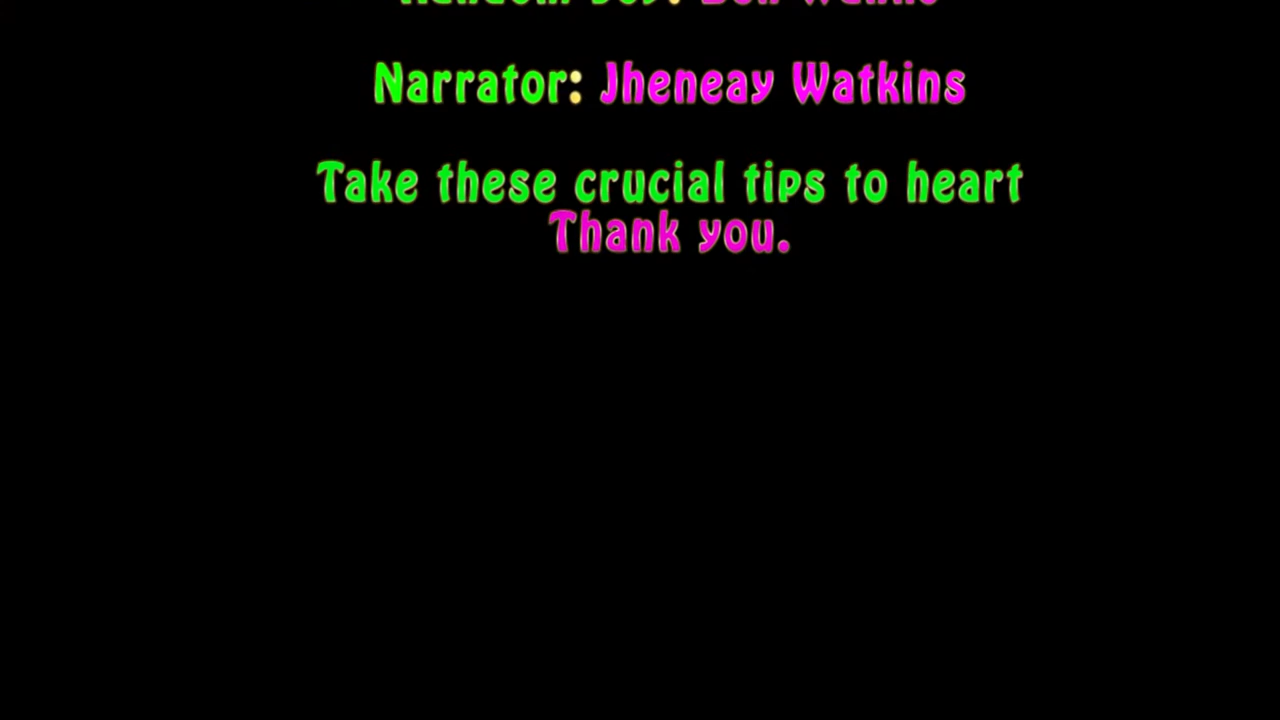 Narrator: Jheneay Watkins
Take these crucial tips to heart
Thank you.